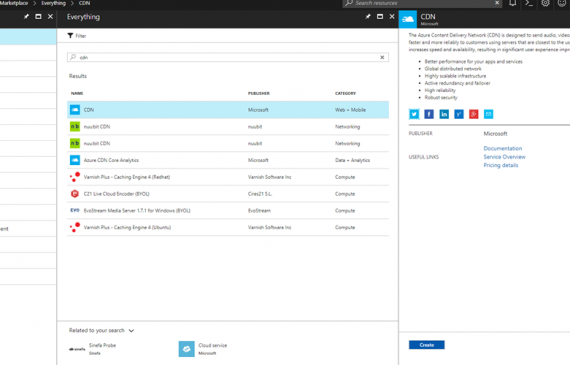 Marketplace > Everything > CDN
Search resources
Everything
Filter
cdn
Results
NAME PUBLISHER CATEGORY
CDN Microsoft Web + Mobile
nuubit CDN nuubit Networking
nuubit CDN nuubit Networking
Azure CDN Core Analytics Microsoft Data + Analytics
Varnish Plus - Caching Engine 4 (Redhat) Varnish Software Inc Compute
Live Cloud Encoder (BYOL) S.L. Compute
EVO EvoStream Media Server 1.7.1 for Windows (BYOL) EvoStream Compute
Varnish Plus - Caching Engine 4 (Ubuntu) Varnish Software Inc Compute
Related to your search
Sinefa Probe
Sinefa
Cloud service
Microsoft
ent
CDN
Microsoft
The Azure Content Delivery Network (CDN) is designed to send audio, video
faster and more reliably to customers using servers that are closest to the u
increases speed and availability, resulting in significant user experience impr
• Better performance for your apps and services
• Global distributed network
• Highly scalable infrastructure
• Active redundancy and failover
• High reliability
• Robust security
PUBLISHER Microsoft
USEFUL LINKS
Documentation
Service Overview
Pricing details
Create